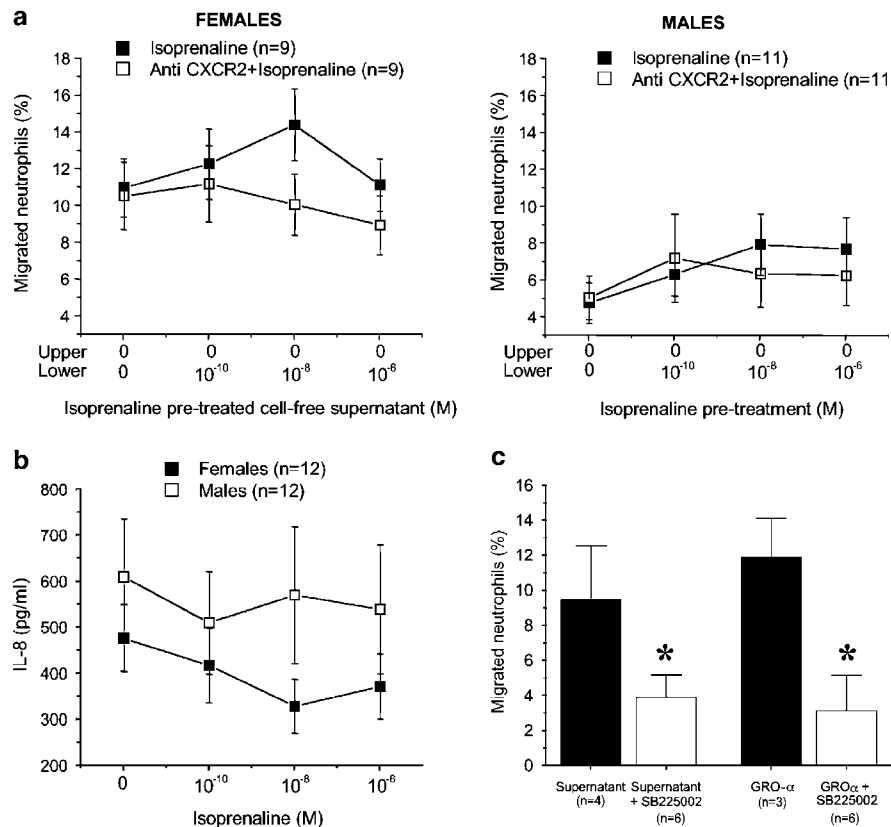 a
FEMALES
Isoprenaline (n=9)
Anti CXCR2+Isoprenaline (n=9)
Migrated neutrophils (%)
18
16
14
12
10
8
6
4
Upper 0 0 0 0
Lower 0 10⁻¹⁰ 10⁻⁸ 10⁻⁶
Isoprenaline pre-treated cell-free supernatant (M)
MALES
Isoprenaline (n=11)
Anti CXCR2+Isoprenaline (n=11
Migrated neutrophils (%)
18
16
14
12
10
8
6
4
Upper 0 0 0 0
Lower 0 10⁻¹⁰ 10⁻⁸ 10⁻⁶
Isoprenaline pre-treatment (M)
b
Females (n=12)
Males (n=12)
IL-8 (pg/ml)
800
700
600
500
400
300
200
0 10⁻¹⁰ 10⁻⁸ 10⁻⁶
Isoprenaline (M)
c
Migrated neutrophils (%)
16
14
12
10
8
6
4
2
0
*
*
Supernatant
(n=4)
Supernatant
+ SB225002
(n=6)
GRO-α
(n=3)
GROα +
SB225002
(n=6)